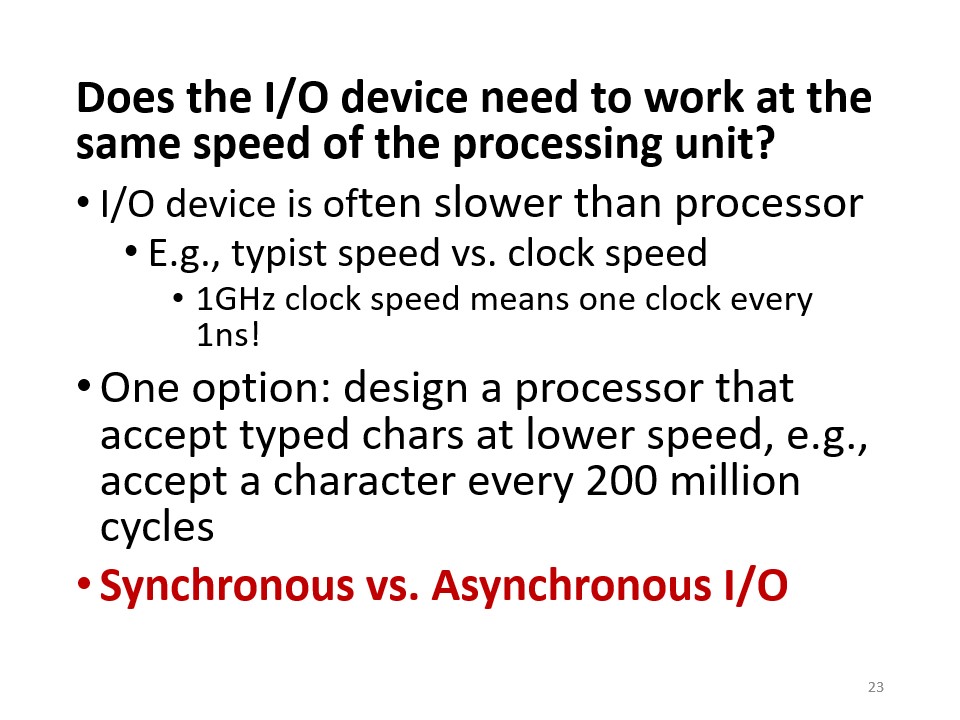 Does the I/O device need to work at the
same speed of the processing unit?
• I/O device is often slower than processor
• E.g., typist speed vs. clock speed
• 1GHz clock speed means one clock every
1ns!
• One option: design a processor that
accept typed chars at lower speed, e.g.,
accept a character every 200 million
cycles
• Synchronous vs. Asynchronous I/O
23